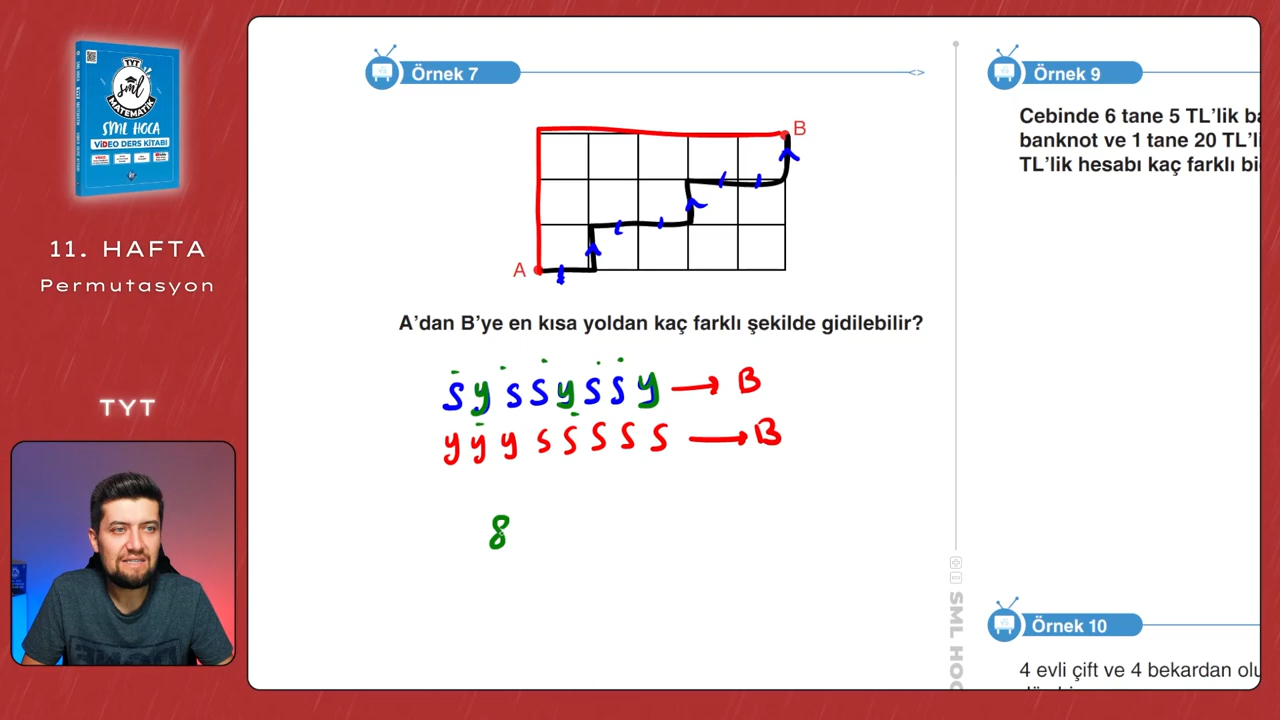 TYT
sml
MATEMATİK
SML HOCA
VİDEO DERS KİTABI
11. HAFTA
Permutasyon
TYT
Örnek 7
<>
B
A
A’dan B’ye en kısa yoldan kaç farklı şekilde gidilebilir?
s y s s y s s y → B
y y y s s s s s → B
8
SML HOC
Örnek 9
Cebinde 6 tane 5 TL’lik ba
banknot ve 1 tane 20 TL’li
TL’lik hesabı kaç farklı bi
Örnek 10
4 evli çift ve 4 bekardan olu